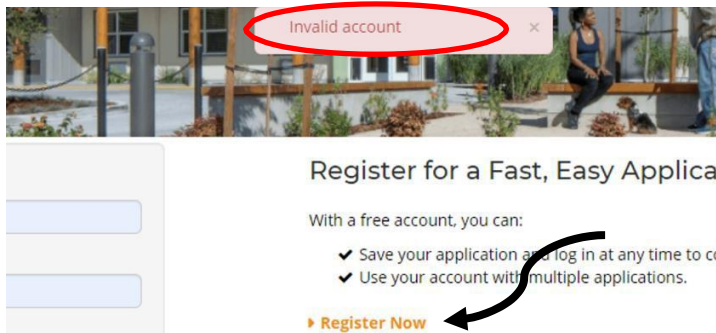 Invalid account ×
Register for a Fast, Easy Applica
With a free account, you can:
✔ Save your application and log in at any time to c
✔ Use your account with multiple applications.
Register Now